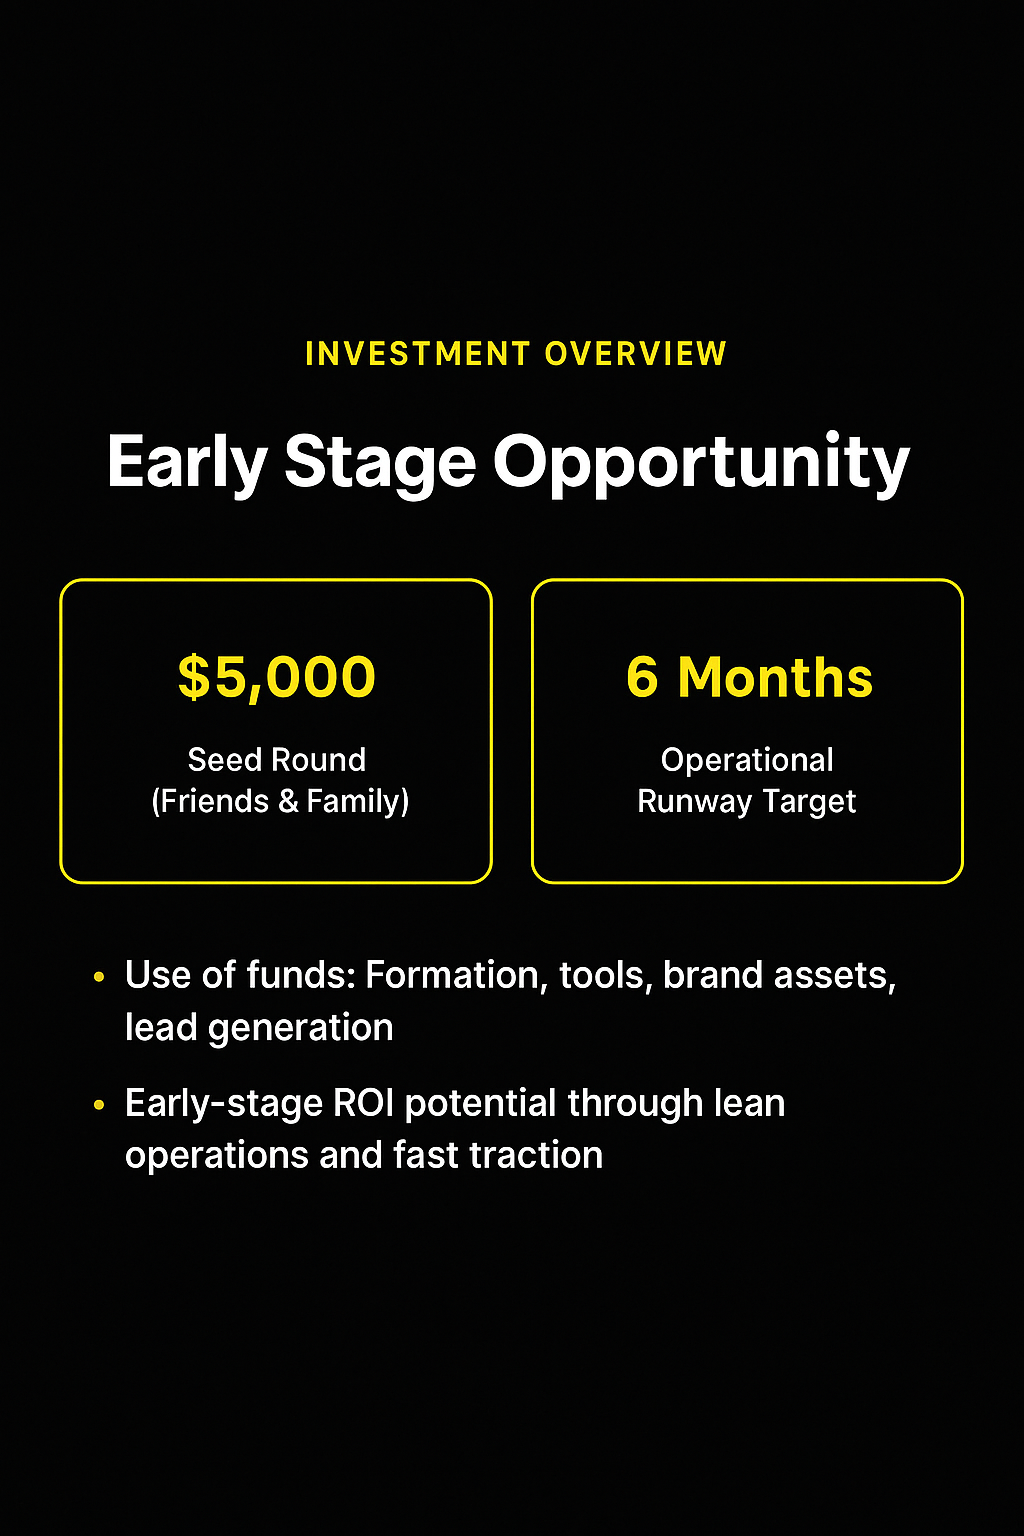 INVESTMENT OVERVIEW
Early Stage Opportunity
$5,000
Seed Round
(Friends & Family)
6 Months
Operational
Runway Target
• Use of funds: Formation, tools, brand assets,
lead generation
• Early-stage ROI potential through lean
operations and fast traction